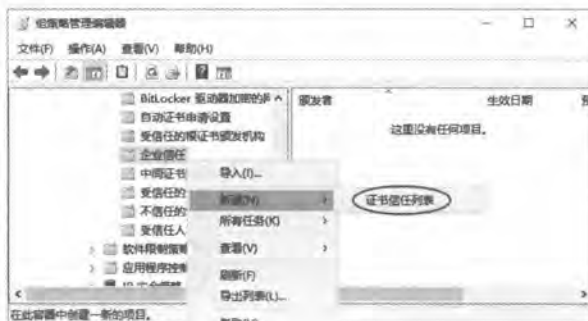 组策略管理编辑器
文件(F) 操作(A) 查看(V) 帮助(H)
BitLocker 驱动器加密的
自动证书申请设置
受信任的根证书颁发机构
企业信任
中间证书
受信任的
不信任的
受信任人
软件限制策略
应用程序控制
颁发者 生效日期
这里没有任何项目。
导入(I)...
新建(N)
证书信任列表
所有任务(K)
查看(V)
刷新(F)
导出列表(L)...
在此容器中创建一新的项目。